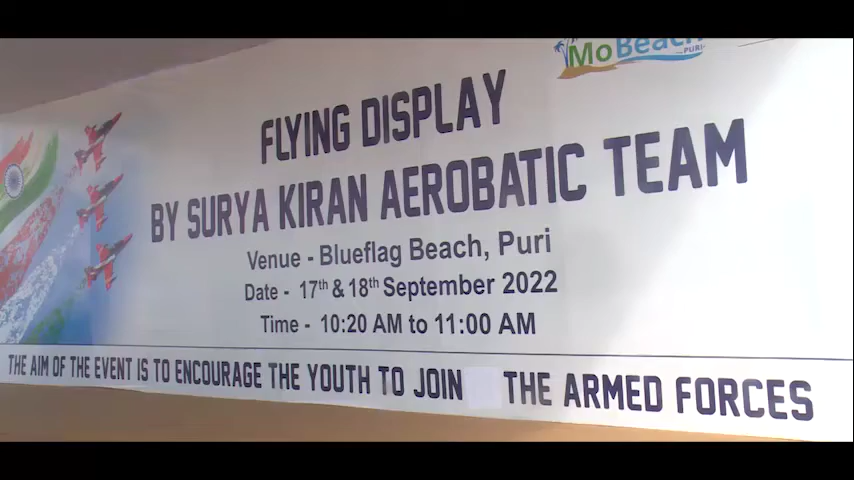 MoBeach
PURI
FLYING DISPLAY
BY SURYA KIRAN AEROBATIC TEAM
Venue - Blueflag Beach, Puri
Date - 17th & 18th September 2022
Time - 10:20 AM to 11:00 AM
THE AIM OF THE EVENT IS TO ENCOURAGE THE YOUTH TO JOIN THE ARMED FORCES